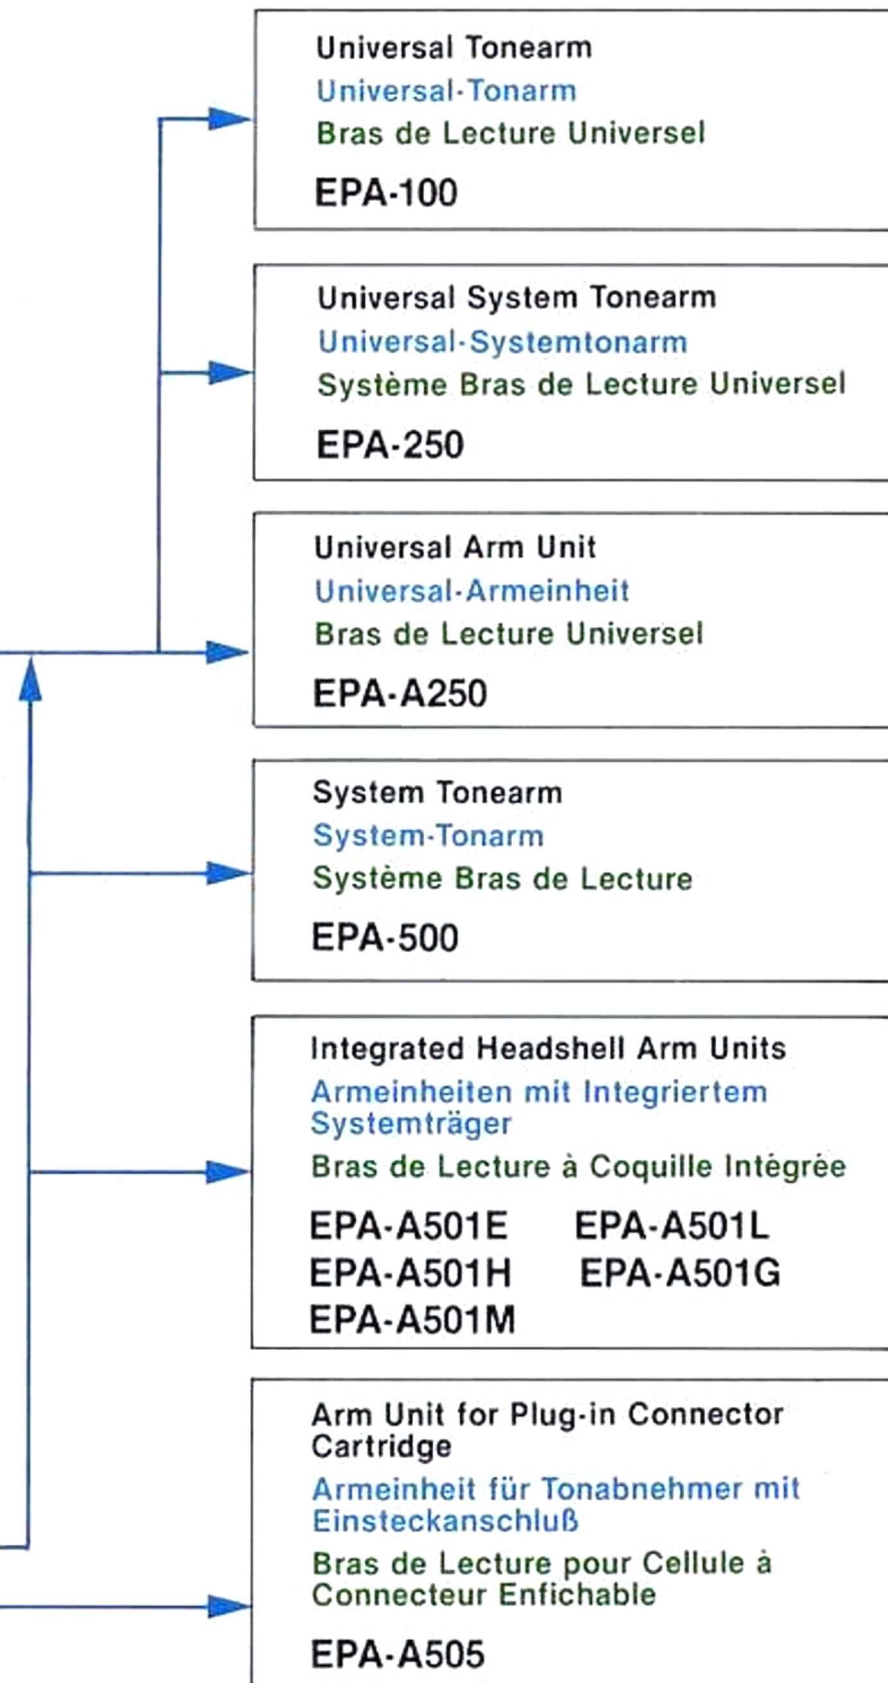 Universal Tonearm
Universal-Tonarm
Bras de Lecture Universel
EPA-100
Universal System Tonearm
Universal-Systemtonarm
Système Bras de Lecture Universel
EPA-250
Universal Arm Unit
Universal-Armeinheit
Bras de Lecture Universel
EPA-A250
System Tonearm
System-Tonarm
Système Bras de Lecture
EPA-500
Integrated Headshell Arm Units
Armeinheiten mit Integriertem
Systemträger
Bras de Lecture à Coquille Intégrée
EPA-A501E EPA-A501L
EPA-A501H EPA-A501G
EPA-A501M
Arm Unit for Plug-in Connector
Cartridge
Armeinheit für Tonabnehmer mit
Einsteckanschluß
Bras de Lecture pour Cellule à
Connecteur Enfichable
EPA-A505